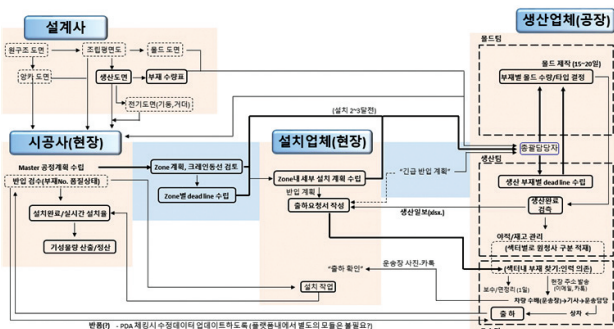 설계사
원구조 도면
조립평면도
몰드 도면
앙카 도면
생산도면
부재 수량표
전기도면(기둥,거더)
생산업체(공장)
몰드팀
몰드 제작 (15~20일)
부재별 몰드 수량/타입 결정
(설치 2~3달전)
시공사(현장)
설치업체(현장)
총괄담당자
생산팀
Master 공정계획 수립
Zone 계획, 크레인동선 검토
Zone내 세부 설치 계획 수립
"긴급 반입 계획"
반입 검수(부재No. 품질상태)
Zone별 deadline 수립
생산 부재별 deadline 수립
반입 계획
출하요청서 작성
생산일보(xlsx.)
생산완료
검측
설치완료/실시간 설치율
야적/재고 관리
(섹터별로 원형사 구분 적재)
기성물량 산출/정산
운송장 사진-카톡
(섹터내 부재 찾기:인력 의존)
"출하 확인"
보수/면정리(1일)
현장 주소 발송
(이메일, 카톡)
설치 작업
차량 수배(운송장)→기사→운송담당
출 하
상차
반품(?) - PDA 체킹시 수정데이터 업데이트하도록 (플랫폼내에서 별도의 모듈은 불필요?)